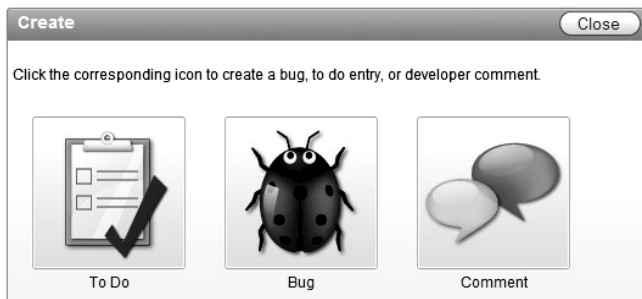 Create Close
Click the corresponding icon to create a bug, to do entry, or developer comment.
To Do Bug Comment